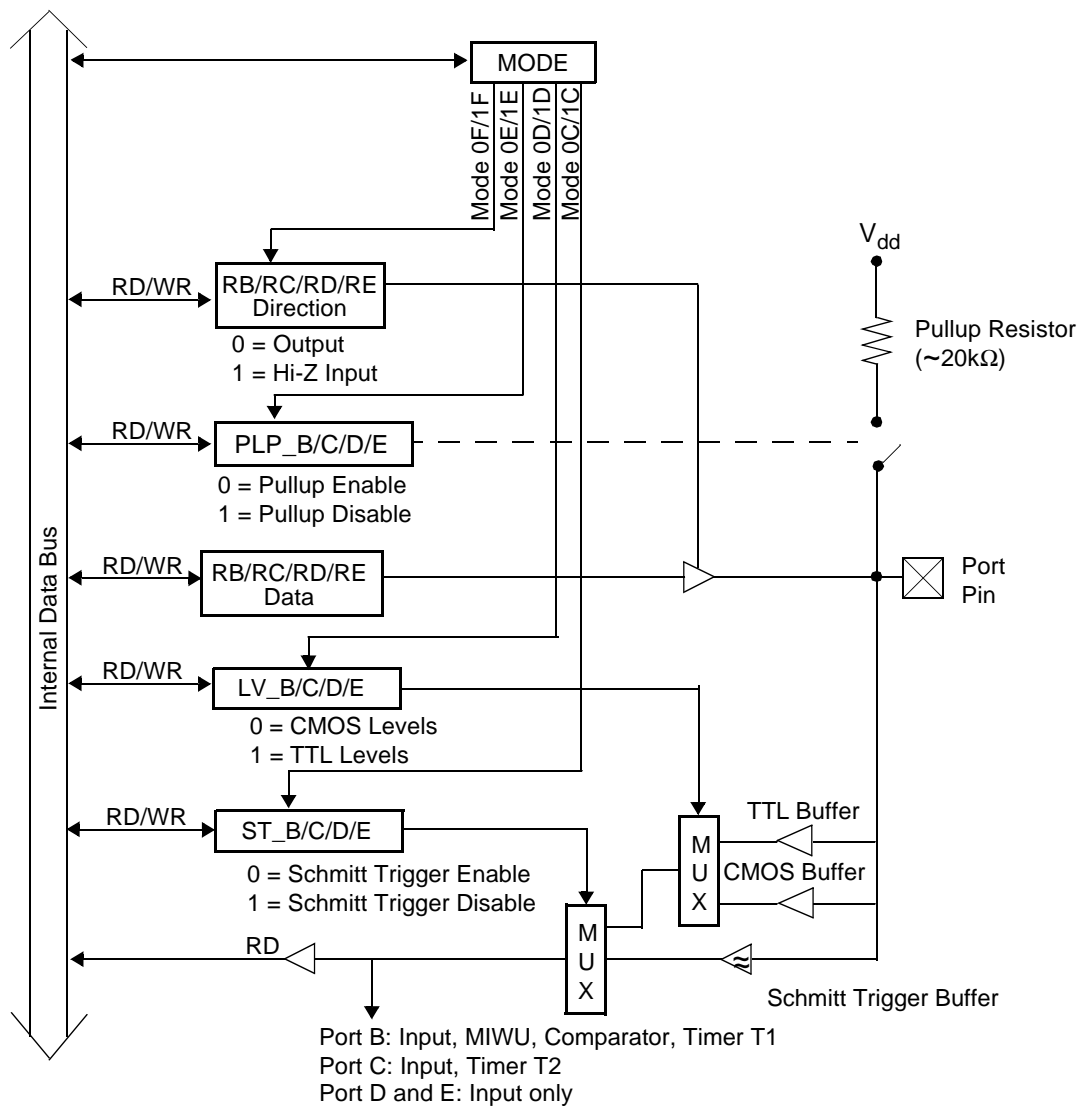 MODE
Mode 0F/1F
Mode 0E/1E
Mode 0D/1D
Mode 0C/1C
Vdd
Pullup Resistor
(~20kΩ)
RD/WR
RB/RC/RD/RE
Direction
0 = Output
1 = Hi-Z Input
RD/WR
PLP_B/C/D/E
0 = Pullup Enable
1 = Pullup Disable
Internal Data Bus
RD/WR
RB/RC/RD/RE
Data
Port
Pin
RD/WR
LV_B/C/D/E
0 = CMOS Levels
1 = TTL Levels
RD/WR
ST_B/C/D/E
0 = Schmitt Trigger Enable
1 = Schmitt Trigger Disable
TTL Buffer
CMOS Buffer
M
U
X
RD
M
U
X
Schmitt Trigger Buffer
Port B: Input, MIWU, Comparator, Timer T1
Port C: Input, Timer T2
Port D and E: Input only